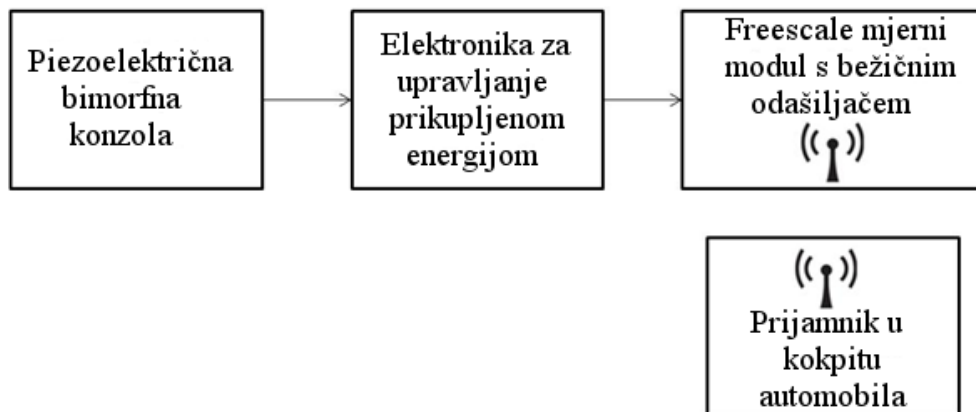 Piezoelektrična
bimorfna
konzola
Elektronika za
upravljanje
prikupljenom
energijom
Freescale mjerni
modul s bežičnim
odašiljačem
Prijamnik u
kokpitu
automobila